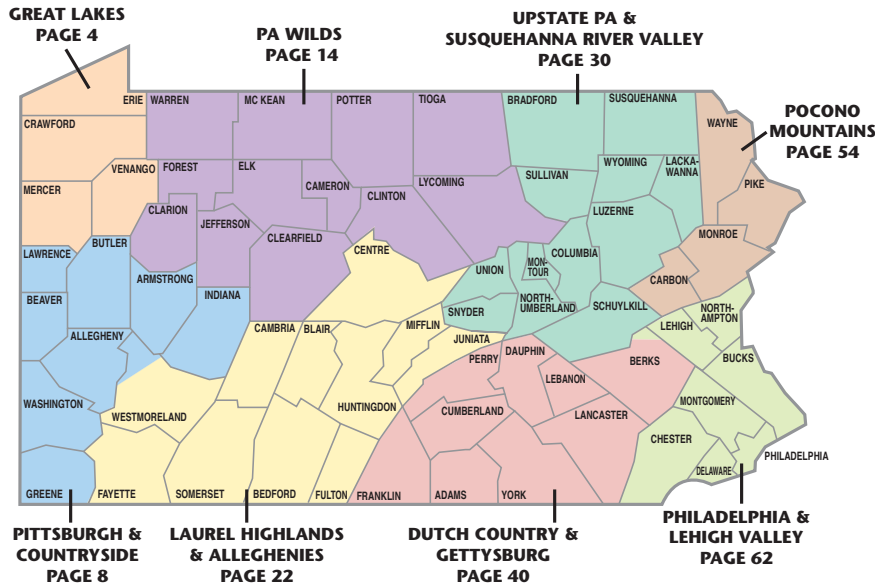 GREAT LAKES
PAGE 4
PA WILDS
PAGE 14
UPSTATE PA &
SUSQUEHANNA RIVER VALLEY
PAGE 30
POCONO
MOUNTAINS
PAGE 54
ERIE
WARREN
MC KEAN
POTTER
TIOGA
BRADFORD
SUSQUEHANNA
WAYNE
CRAWFORD
VENANGO
FOREST
ELK
CAMERON
LYCOMING
SULLIVAN
WYOMING
LACKA-
WANNA
PIKE
MERCER
CLARION
JEFFERSON
CLINTON
LUZERNE
MONROE
CLEARFIELD
CENTRE
COLUMBIA
LAWRENCE
BUTLER
ARMSTRONG
INDIANA
UNION
MON-
TOUR
CARBON
BEAVER
SNYDER
NORTH-
UMBERLAND
SCHUYLKILL
NORTH-
AMPTON
ALLEGHENY
CAMBRIA
BLAIR
MIFFLIN
JUNIATA
LEHIGH
PERRY
DAUPHIN
BERKS
BUCKS
LEBANON
WASHINGTON
WESTMORELAND
HUNTINGDON
CUMBERLAND
LANCASTER
MONTGOMERY
CHESTER
PHILADELPHIA
DELAWARE
GREENE
FAYETTE
SOMERSET
BEDFORD
FULTON
FRANKLIN
ADAMS
YORK
PITTSBURGH &
COUNTRYSIDE
PAGE 8
LAUREL HIGHLANDS
& ALLEGHENIES
PAGE 22
DUTCH COUNTRY &
GETTYSBURG
PAGE 40
PHILADELPHIA &
LEHIGH VALLEY
PAGE 62